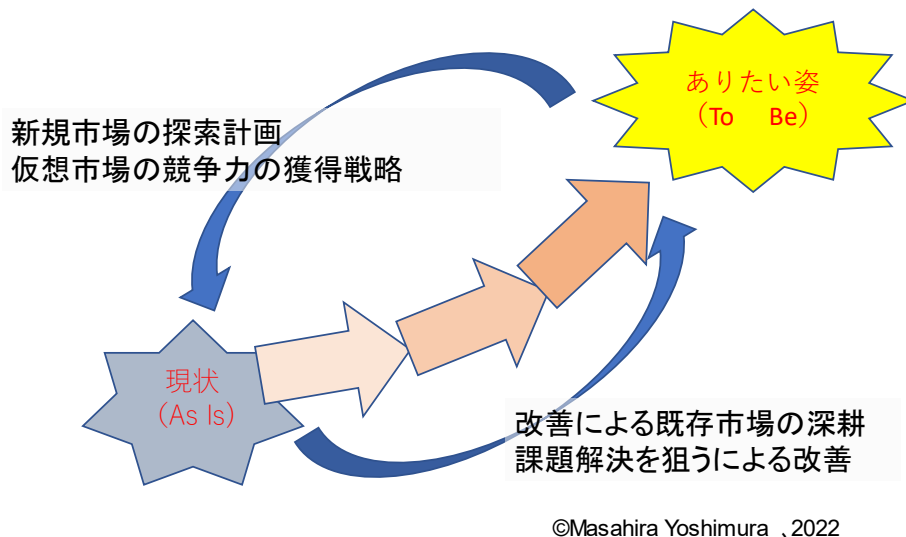 ありたい姿
（To Be）
新規市場の探索計画
仮想市場の競争力の獲得戦略
現状
(As Is)
改善による既存市場の深耕
課題解決を狙うによる改善
©Masahira Yoshimura ,2022